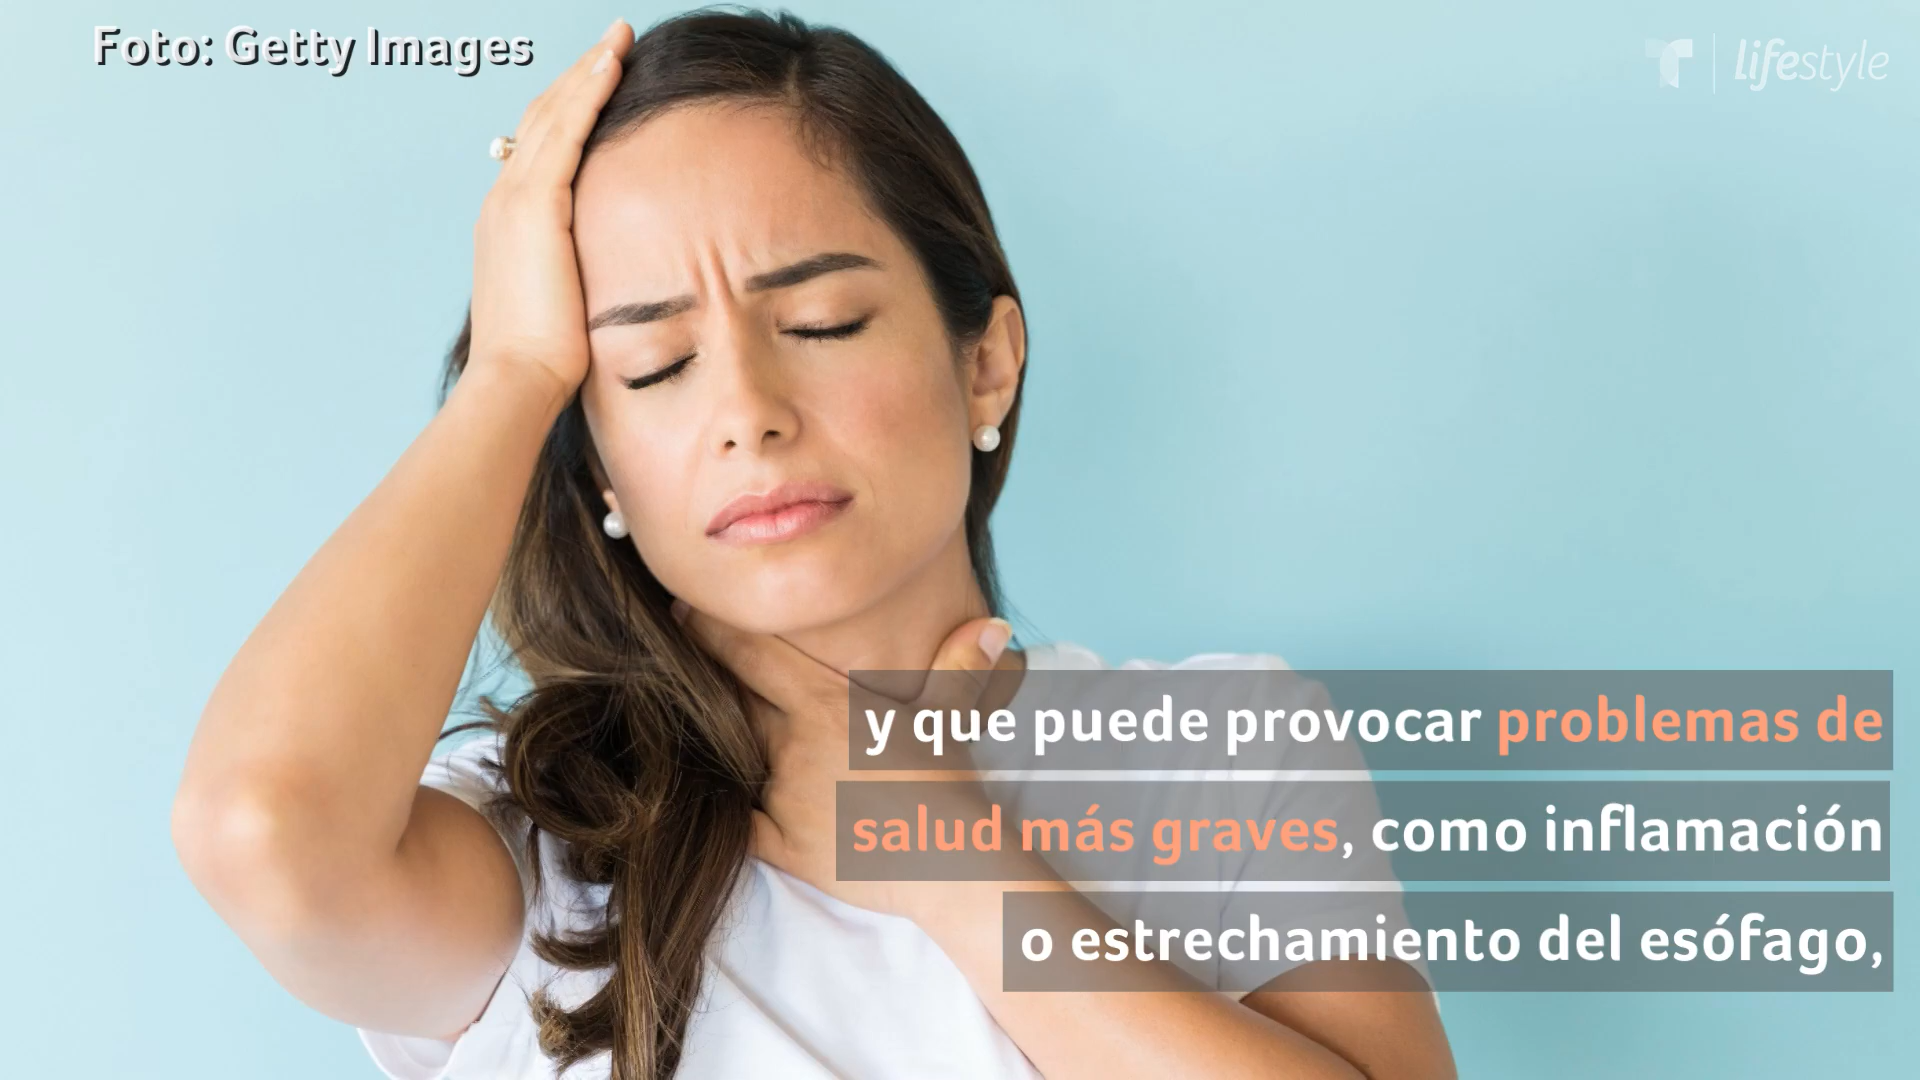 Foto: Getty Images
lifestyle
y que puede provocar problemas de
salud más graves, como inflamación
o estrechamiento del esófago,